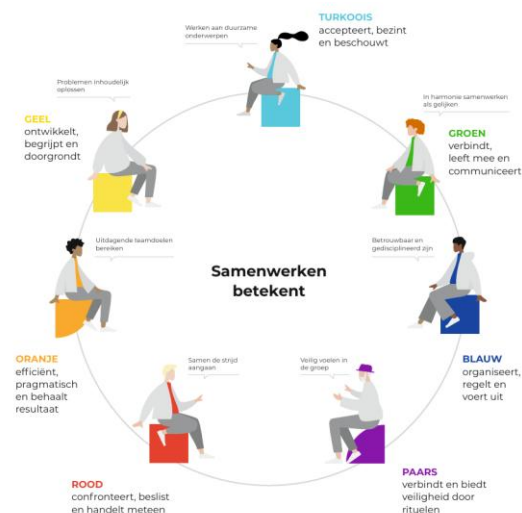 Werken aan duurzame
onderwerpen
TURKOOIS
accepteert, bezint
en beschouwt
Problemen inhoudelijk
oplossen
GEEL
ontwikkelt,
begrijpt en
doorgrondt
In harmonie samenwerken
als gelijken
GROEN
verbindt,
leeft mee en
communiceert
Uitdagende teamdoelen
bereiken
Betrouwbaar en
gedisciplineerd zijn
Samenwerken
betekent
ORANJE
efficiënt,
pragmatisch
en behaalt
resultaat
BLAUW
organiseert,
regelt en
voert uit
Samen de strijd
aangaan
Veilig voelen in
de groep
ROOD
confronteert, beslist
en handelt meteen
PAARS
verbindt en biedt
veiligheid door
rituelen